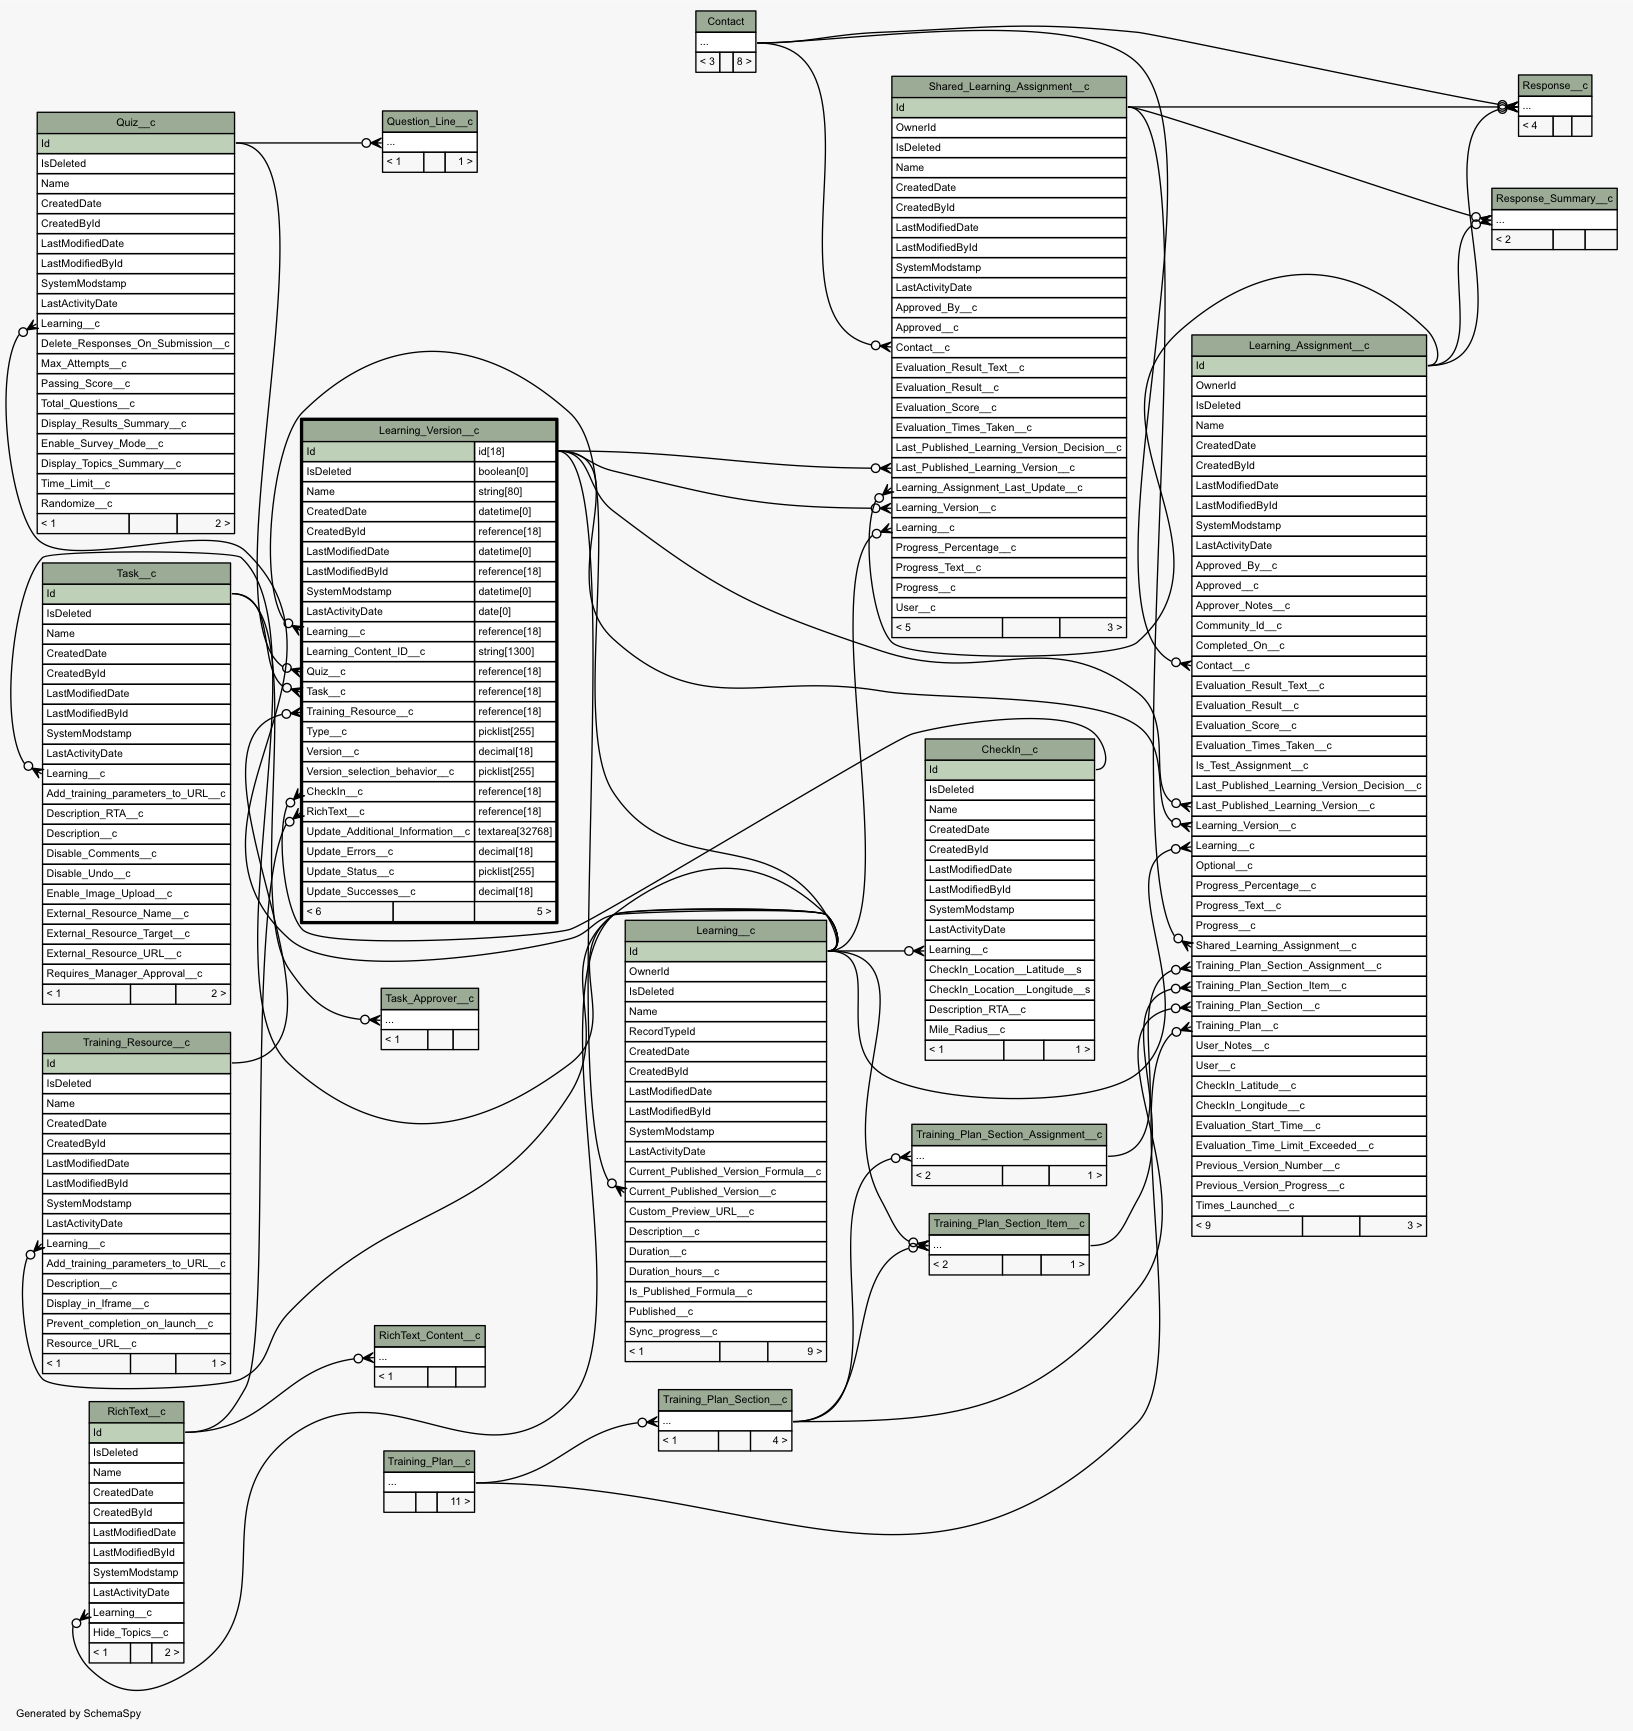 Contact
...
< 3 8 >
Shared_Learning_Assignment__c
Id
OwnerId
IsDeleted
Name
CreatedDate
CreatedById
LastModifiedDate
LastModifiedById
SystemModstamp
LastActivityDate
Approved_By__c
Approved__c
Contact__c
Evaluation_Result_Text__c
Evaluation_Result__c
Evaluation_Score__c
Evaluation_Times_Taken__c
Last_Published_Learning_Version_Decision__c
Last_Published_Learning_Version__c
Learning_Assignment_Last_Update__c
Learning_Version__c
Learning__c
Progress_Percentage__c
Progress_Text__c
Progress__c
User__c
< 5 3 >
Response__c
...
< 4
Response_Summary__c
...
< 2
Quiz__c
Id
IsDeleted
Name
CreatedDate
CreatedById
LastModifiedDate
LastModifiedById
SystemModstamp
LastActivityDate
Learning__c
Delete_Responses_On_Submission__c
Max_Attempts__c
Passing_Score__c
Total_Questions__c
Display_Results_Summary__c
Enable_Survey_Mode__c
Display_Topics_Summary__c
Time_Limit__c
Randomize__c
< 1 2 >
Question_Line__c
...
< 1 1 >
Learning_Version__c
Id id[18]
IsDeleted boolean[0]
Name string[80]
CreatedDate datetime[0]
CreatedById reference[18]
LastModifiedDate datetime[0]
LastModifiedById reference[18]
SystemModstamp datetime[0]
LastActivityDate date[0]
Learning__c reference[18]
Learning_Content_ID__c string[1300]
Quiz__c reference[18]
Task__c reference[18]
Training_Resource__c reference[18]
Type__c picklist[255]
Version__c decimal[18]
Version_selection_behavior__c picklist[255]
CheckIn__c reference[18]
RichText__c reference[18]
Update_Additional_Information__c textarea[32768]
Update_Errors__c decimal[18]
Update_Status__c picklist[255]
Update_Successes__c decimal[18]
< 6 5 >
Learning_Assignment__c
Id
OwnerId
IsDeleted
Name
CreatedDate
CreatedById
LastModifiedDate
LastModifiedById
SystemModstamp
LastActivityDate
Approved_By__c
Approved__c
Approver_Notes__c
Community_Id__c
Completed_On__c
Contact__c
Evaluation_Result_Text__c
Evaluation_Result__c
Evaluation_Score__c
Evaluation_Times_Taken__c
Is_Test_Assignment__c
Last_Published_Learning_Version_Decision__c
Last_Published_Learning_Version__c
Learning_Version__c
Learning__c
Optional__c
Progress_Percentage__c
Progress_Text__c
Progress__c
Shared_Learning_Assignment__c
Training_Plan_Section_Assignment__c
Training_Plan_Section_Item__c
Training_Plan_Section__c
Training_Plan__c
User_Notes__c
User__c
CheckIn_Latitude__c
CheckIn_Longitude__c
Evaluation_Start_Time__c
Evaluation_Time_Limit_Exceeded__c
Previous_Version_Number__c
Previous_Version_Progress__c
Times_Launched__c
< 9 3 >
Task__c
Id
IsDeleted
Name
CreatedDate
CreatedById
LastModifiedDate
LastModifiedById
SystemModstamp
LastActivityDate
Learning__c
Add_training_parameters_to_URL__c
Description_RTA__c
Description__c
Disable_Comments__c
Disable_Undo__c
Enable_Image_Upload__c
External_Resource_Name__c
External_Resource_Target__c
External_Resource_URL__c
Requires_Manager_Approval__c
< 1 2 >
CheckIn__c
Id
IsDeleted
Name
CreatedDate
CreatedById
LastModifiedDate
LastModifiedById
SystemModstamp
LastActivityDate
Learning__c
CheckIn_Location__Latitude__s
CheckIn_Location__Longitude__s
Description_RTA__c
Mile_Radius__c
< 1 1 >
Learning__c
Id
OwnerId
IsDeleted
Name
RecordTypeId
CreatedDate
CreatedById
LastModifiedDate
LastModifiedById
SystemModstamp
LastActivityDate
Current_Published_Version_Formula__c
Current_Published_Version__c
Custom_Preview_URL__c
Description__c
Duration__c
Duration_hours__c
Is_Published_Formula__c
Published__c
Sync_progress__c
< 1 9 >
Task_Approver__c
...
< 1
Training_Resource__c
Id
IsDeleted
Name
CreatedDate
CreatedById
LastModifiedDate
LastModifiedById
SystemModstamp
LastActivityDate
Learning__c
Add_training_parameters_to_URL__c
Description__c
Display_in_Iframe__c
Prevent_completion_on_launch__c
Resource_URL__c
< 1 1 >
Training_Plan_Section_Assignment__c
...
< 2 1 >
Training_Plan_Section_Item__c
...
< 2 1 >
RichText_Content__c
...
< 1
Training_Plan_Section__c
...
< 1 4 >
Training_Plan__c
...
11 >
RichText__c
Id
IsDeleted
Name
CreatedDate
CreatedById
LastModifiedDate
LastModifiedById
SystemModstamp
LastActivityDate
Learning__c
Hide_Topics__c
< 1 2 >
Generated by SchemaSpy